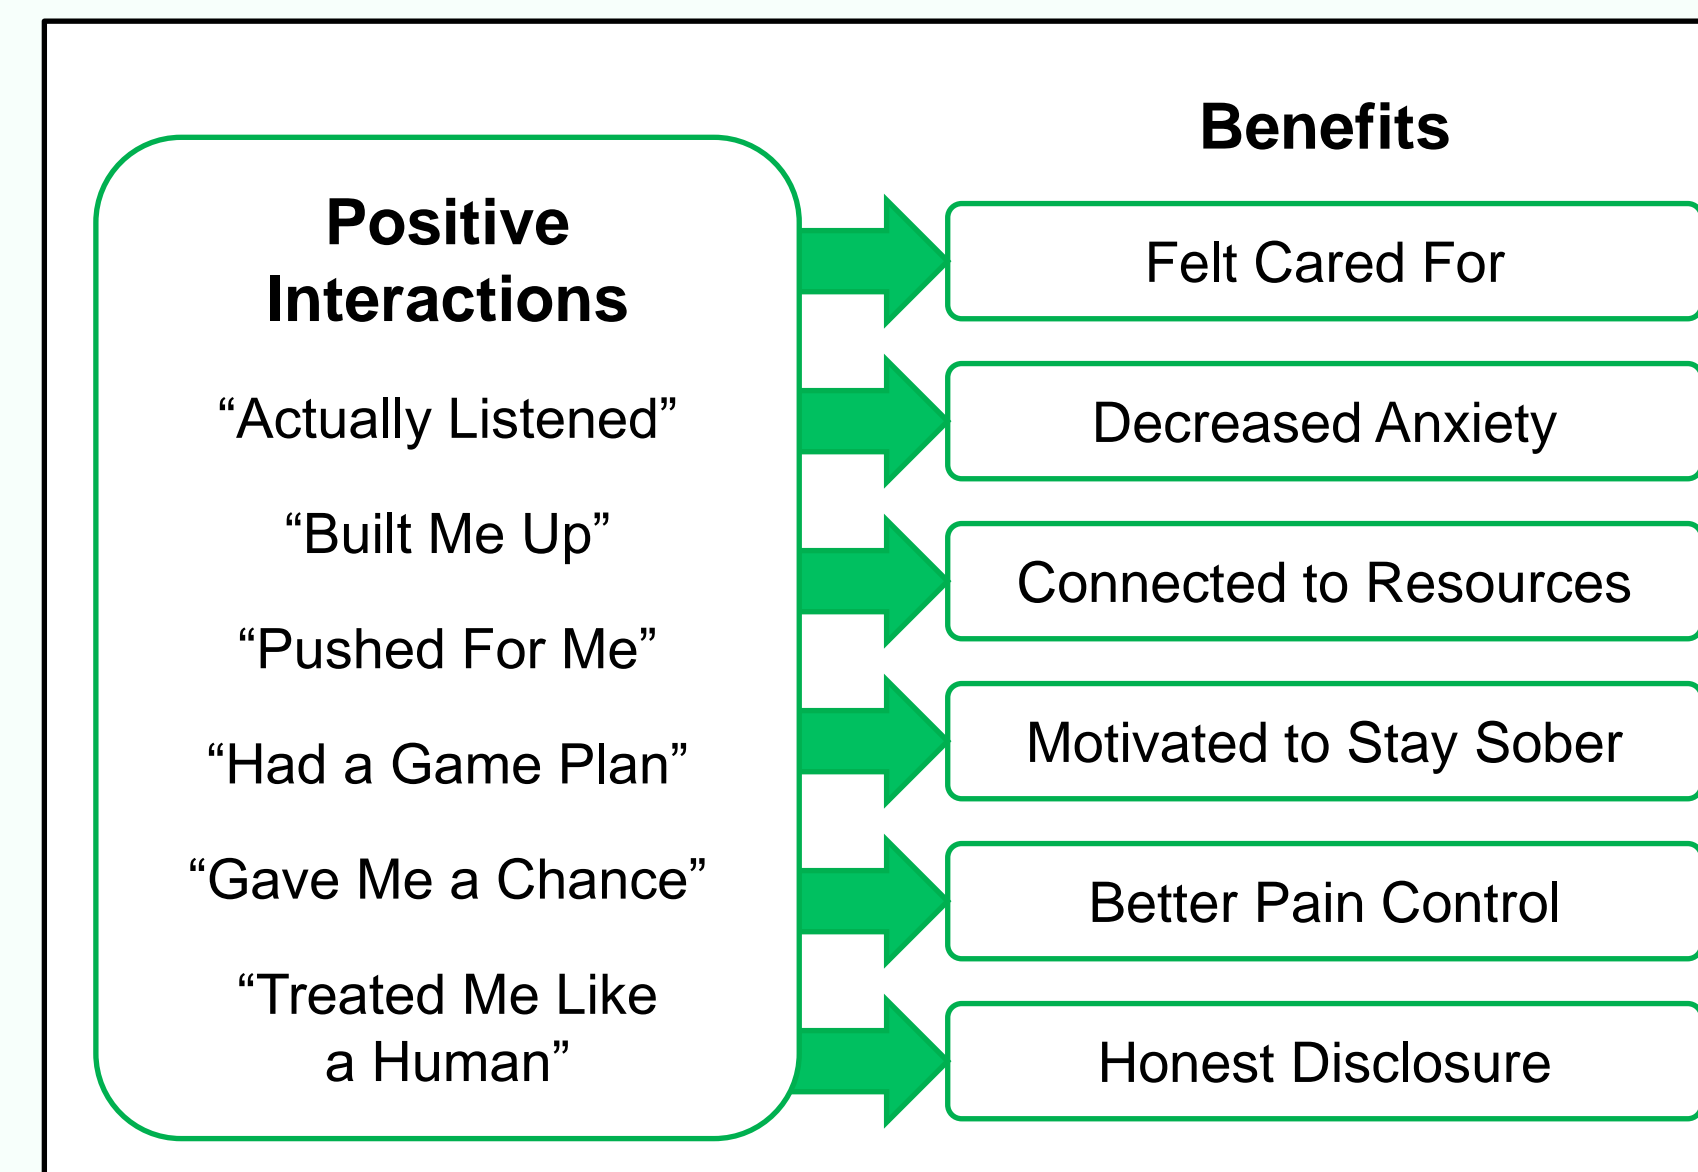 Positive
Interactions
“Actually Listened”
“Built Me Up”
“Pushed For Me”
“Had a Game Plan”
“Gave Me a Chance”
“Treated Me Like
a Human”
Benefits
Felt Cared For
Decreased Anxiety
Connected to Resources
Motivated to Stay Sober
Better Pain Control
Honest Disclosure